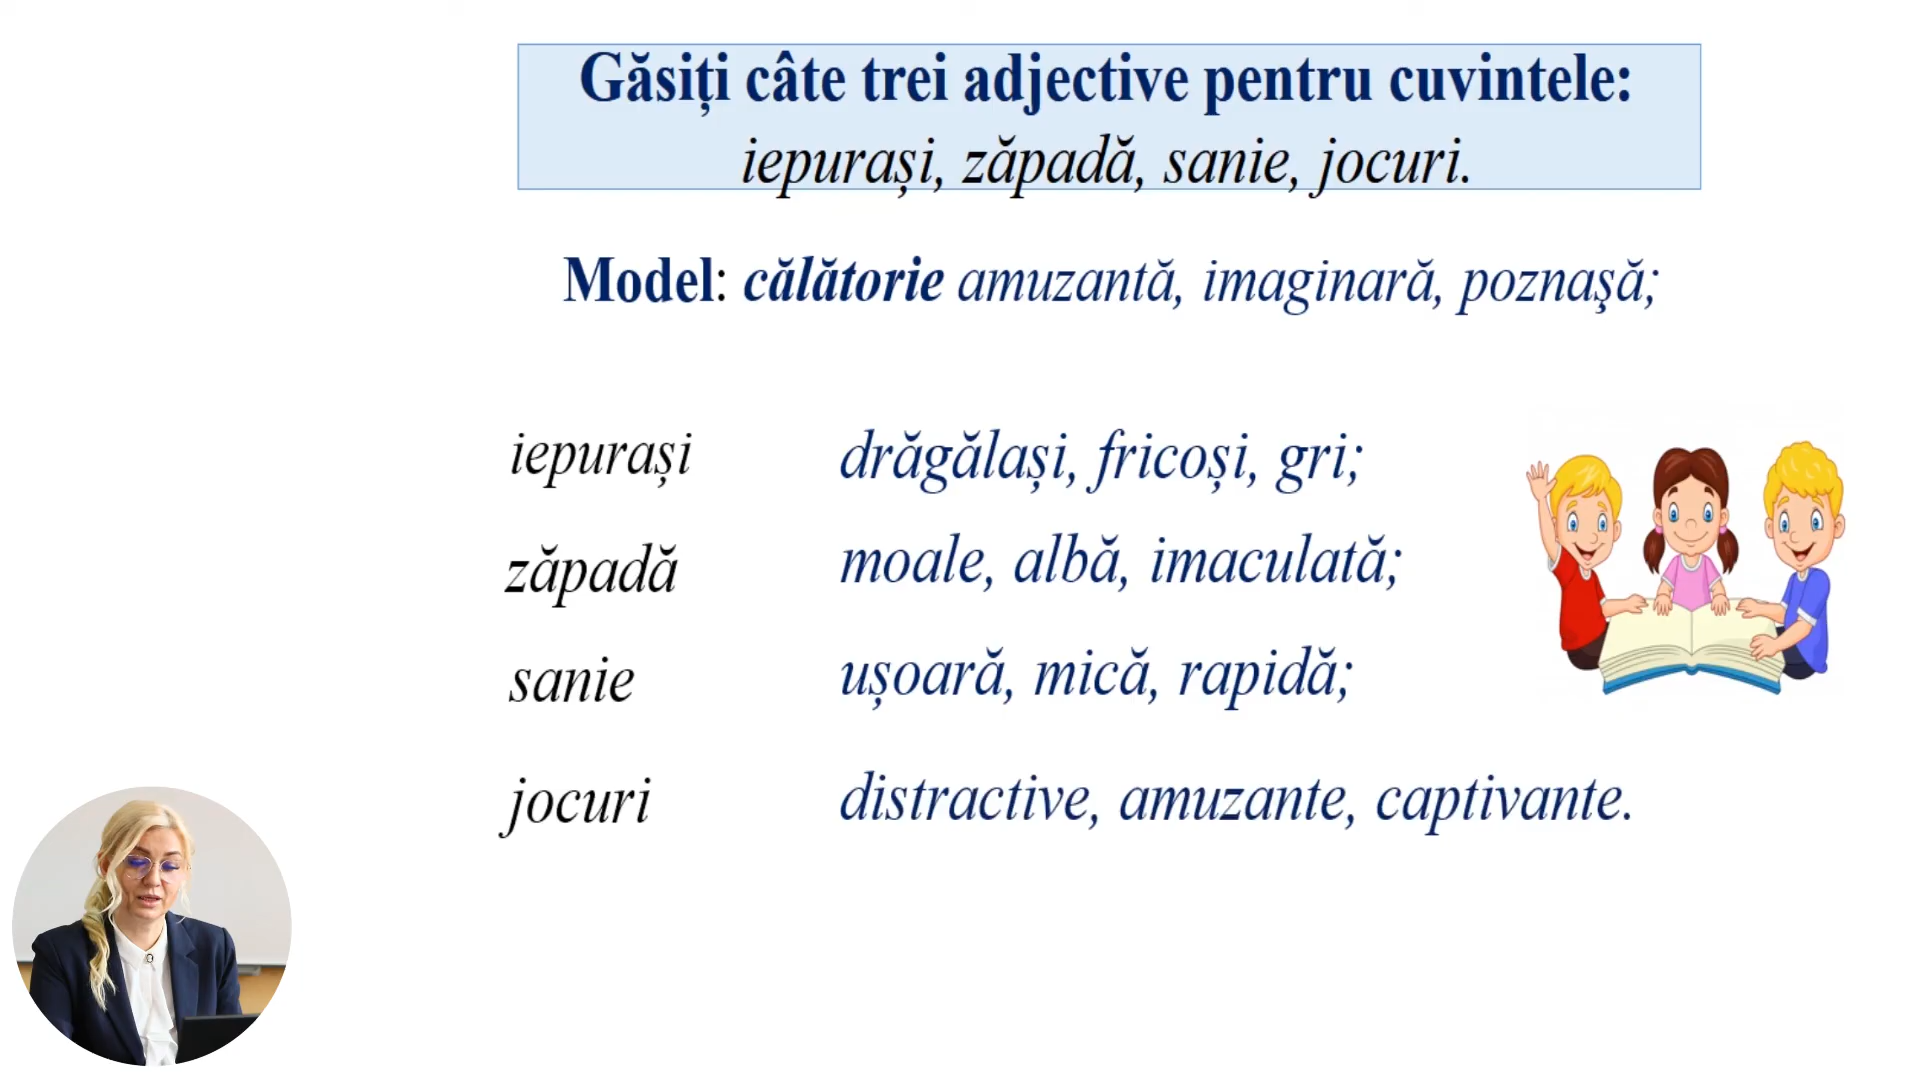 Găsiți câte trei adjective pentru cuvintele:
iepurași, zăpadă, sanie, jocuri.
Model: călătorie amuzantă, imaginară, poznaşă;
iepurași drăgălași, fricoși, gri;
zăpadă moale, albă, imaculată;
sanie ușoară, mică, rapidă;
jocuri distractive, amuzante, captivante.